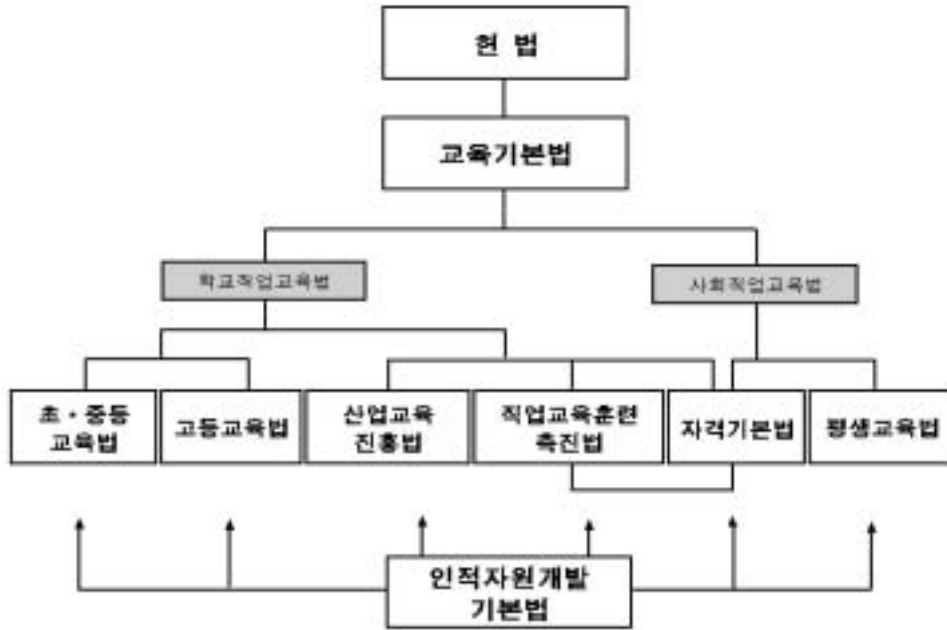 헌 법
교육기본법
학교직업교육법
사회직업교육법
초·중등
교육법
고등교육법
산업교육
진흥법
직업교육훈련
촉진법
자격기본법
평생교육법
인적자원개발
기본법